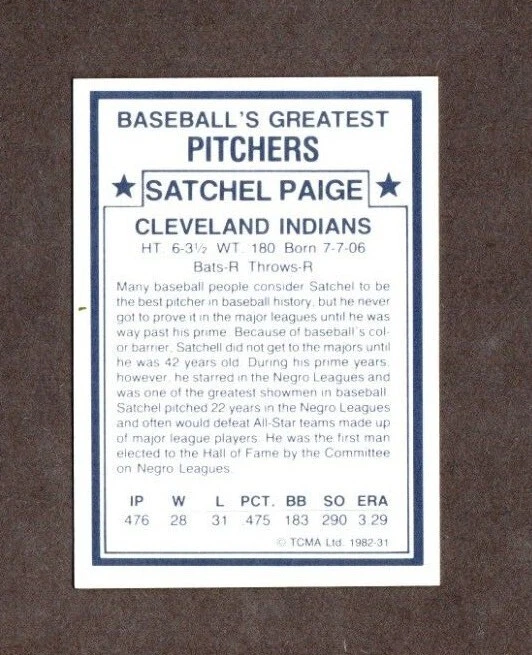 BASEBALL'S GREATEST
PITCHERS
★ SATCHEL PAIGE ★
CLEVELAND INDIANS
HT. 6-3½ WT. 180 Born 7-7-06
Bats-R Throws-R
Many baseball people consider Satchel to be
the best pitcher in baseball history, but he never
got to prove it in the major leagues until he was
way past his prime. Because of baseball's col-
or barrier, Satchell did not get to the majors until
he was 42 years old. During his prime years,
however, he starred in the Negro Leagues and
was one of the greatest showmen in baseball.
Satchel pitched 22 years in the Negro Leagues
and often would defeat All-Star teams made up
of major league players. He was the first man
elected to the Hall of Fame by the Committee
on Negro Leagues.
IP W L PCT. BB SO ERA
476 28 31 .475 183 290 3.29
© TCMA Ltd. 1982-31